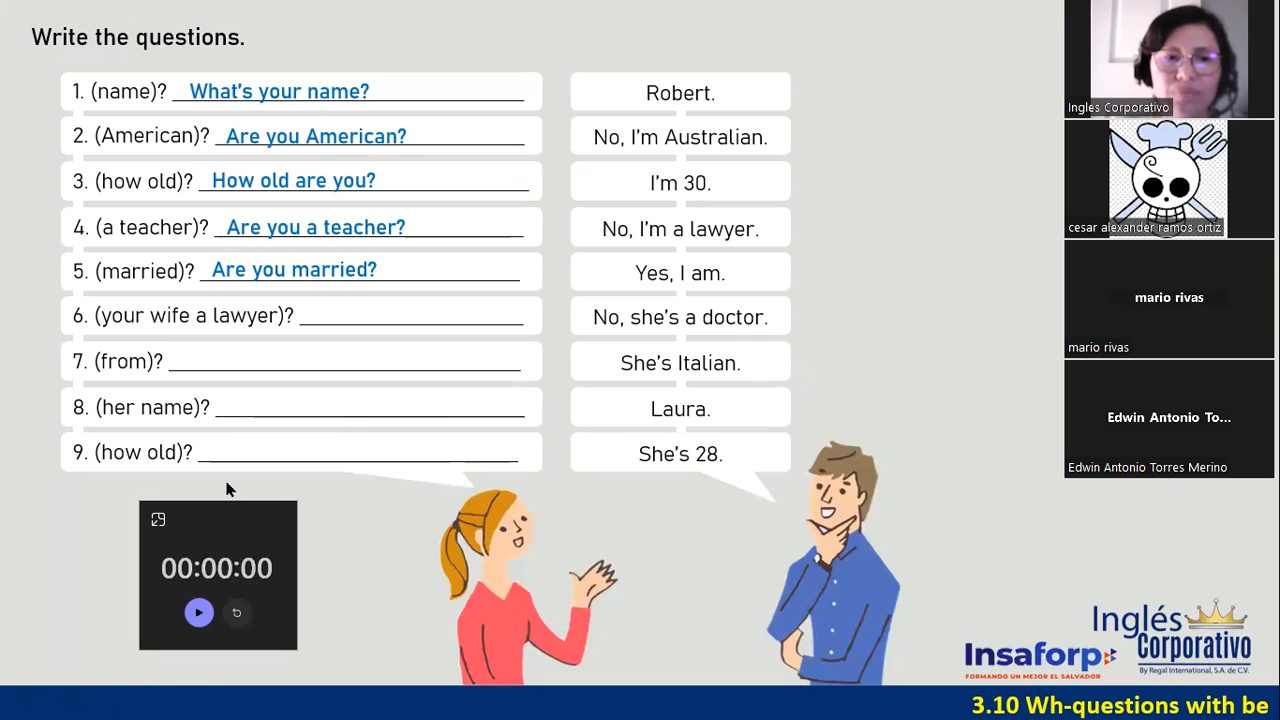 Write the questions.
1. (name)? What's your name?
Robert.
2. (American)? Are you American?
No, I'm Australian.
3. (how old)? How old are you?
I'm 30.
4. (a teacher)? Are you a teacher?
No, I'm a lawyer.
5. (married)? Are you married?
Yes, I am.
6. (your wife a lawyer)?
No, she's a doctor.
7. (from)?
She's Italian.
8. (her name)?
Laura.
9. (how old)?
She's 28.
00:00:00
Ingles Corporativo
cesar alexander ramos ortiz
mario rivas
mario rivas
Edwin Antonio To...
Edwin Antonio Torres Merino
Insaforp
FORMANDO UN MEJOR EL SALVADOR
Inglés
Corporativo
By Regal International, S.A. de C.V.
3.10 Wh-questions with be